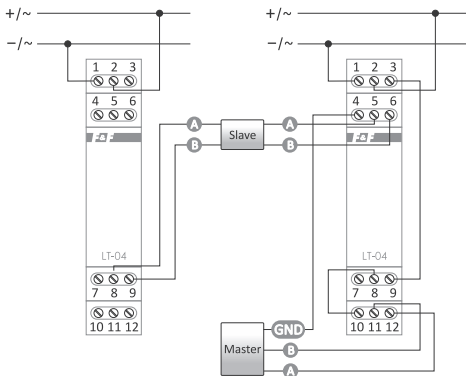 +/~ +/~
−/~ −/~
1 2 3 1 2 3
4 5 6 4 5 6
A Slave A
B B
F&F F&F
LT-04 LT-04
7 8 9 7 8 9
10 11 12 10 11 12
GND
Master B
A